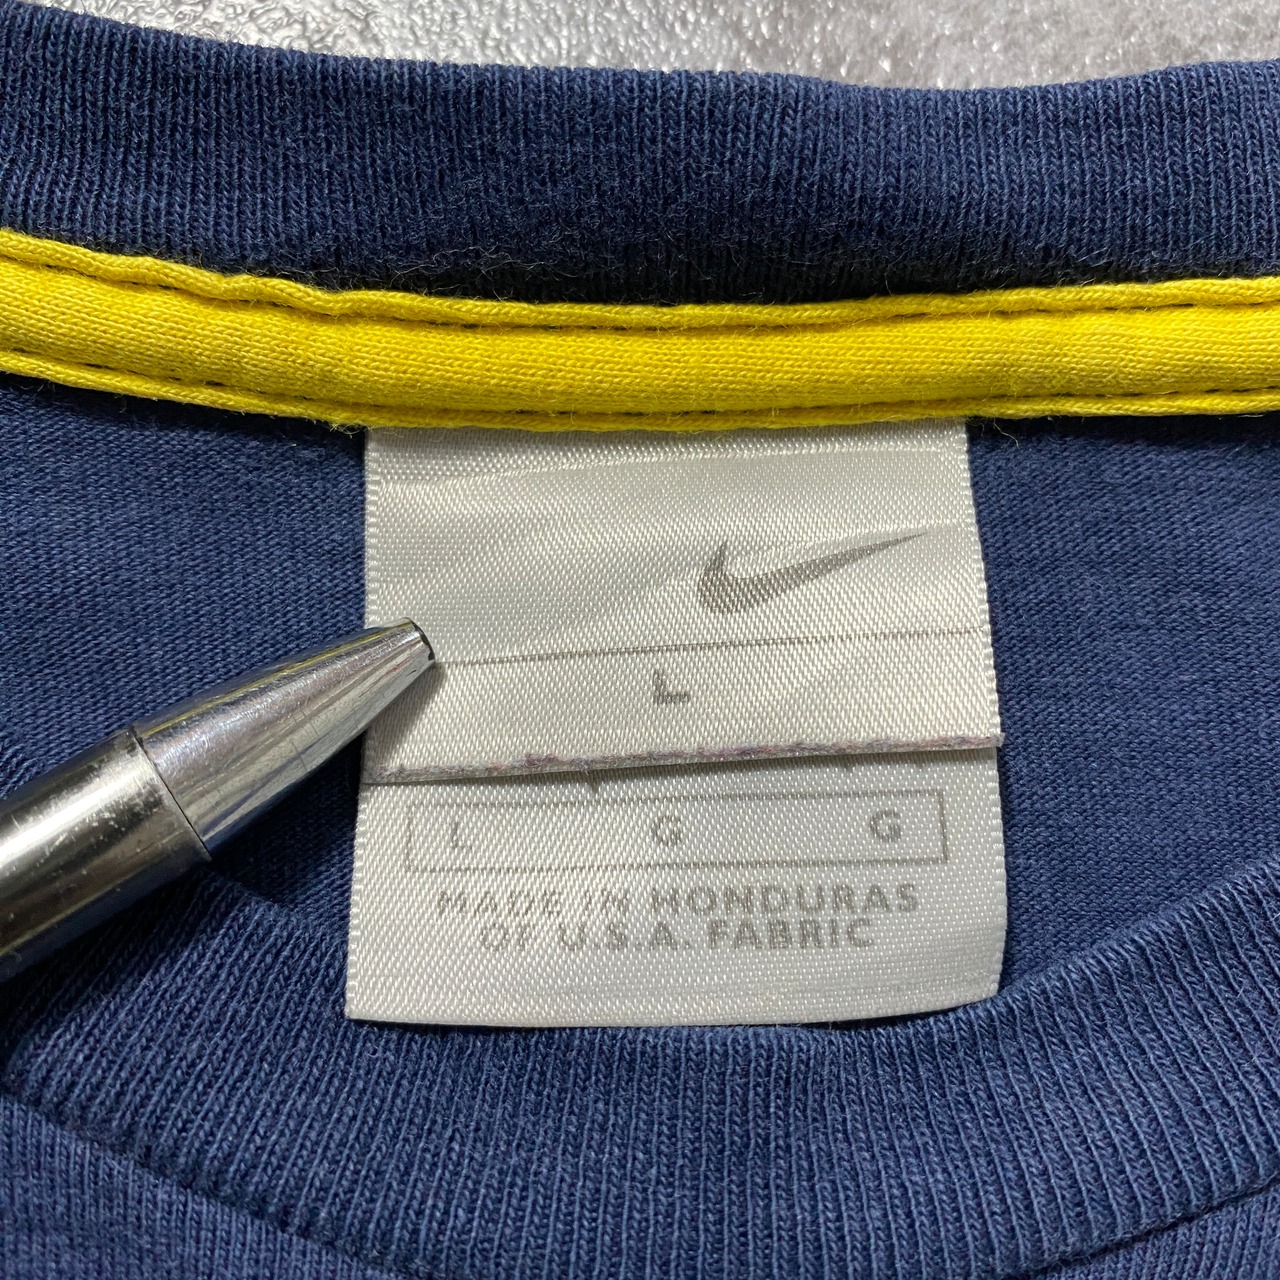 L
L G G
MADE IN HONDURAS
OF U.S.A. FABRIC